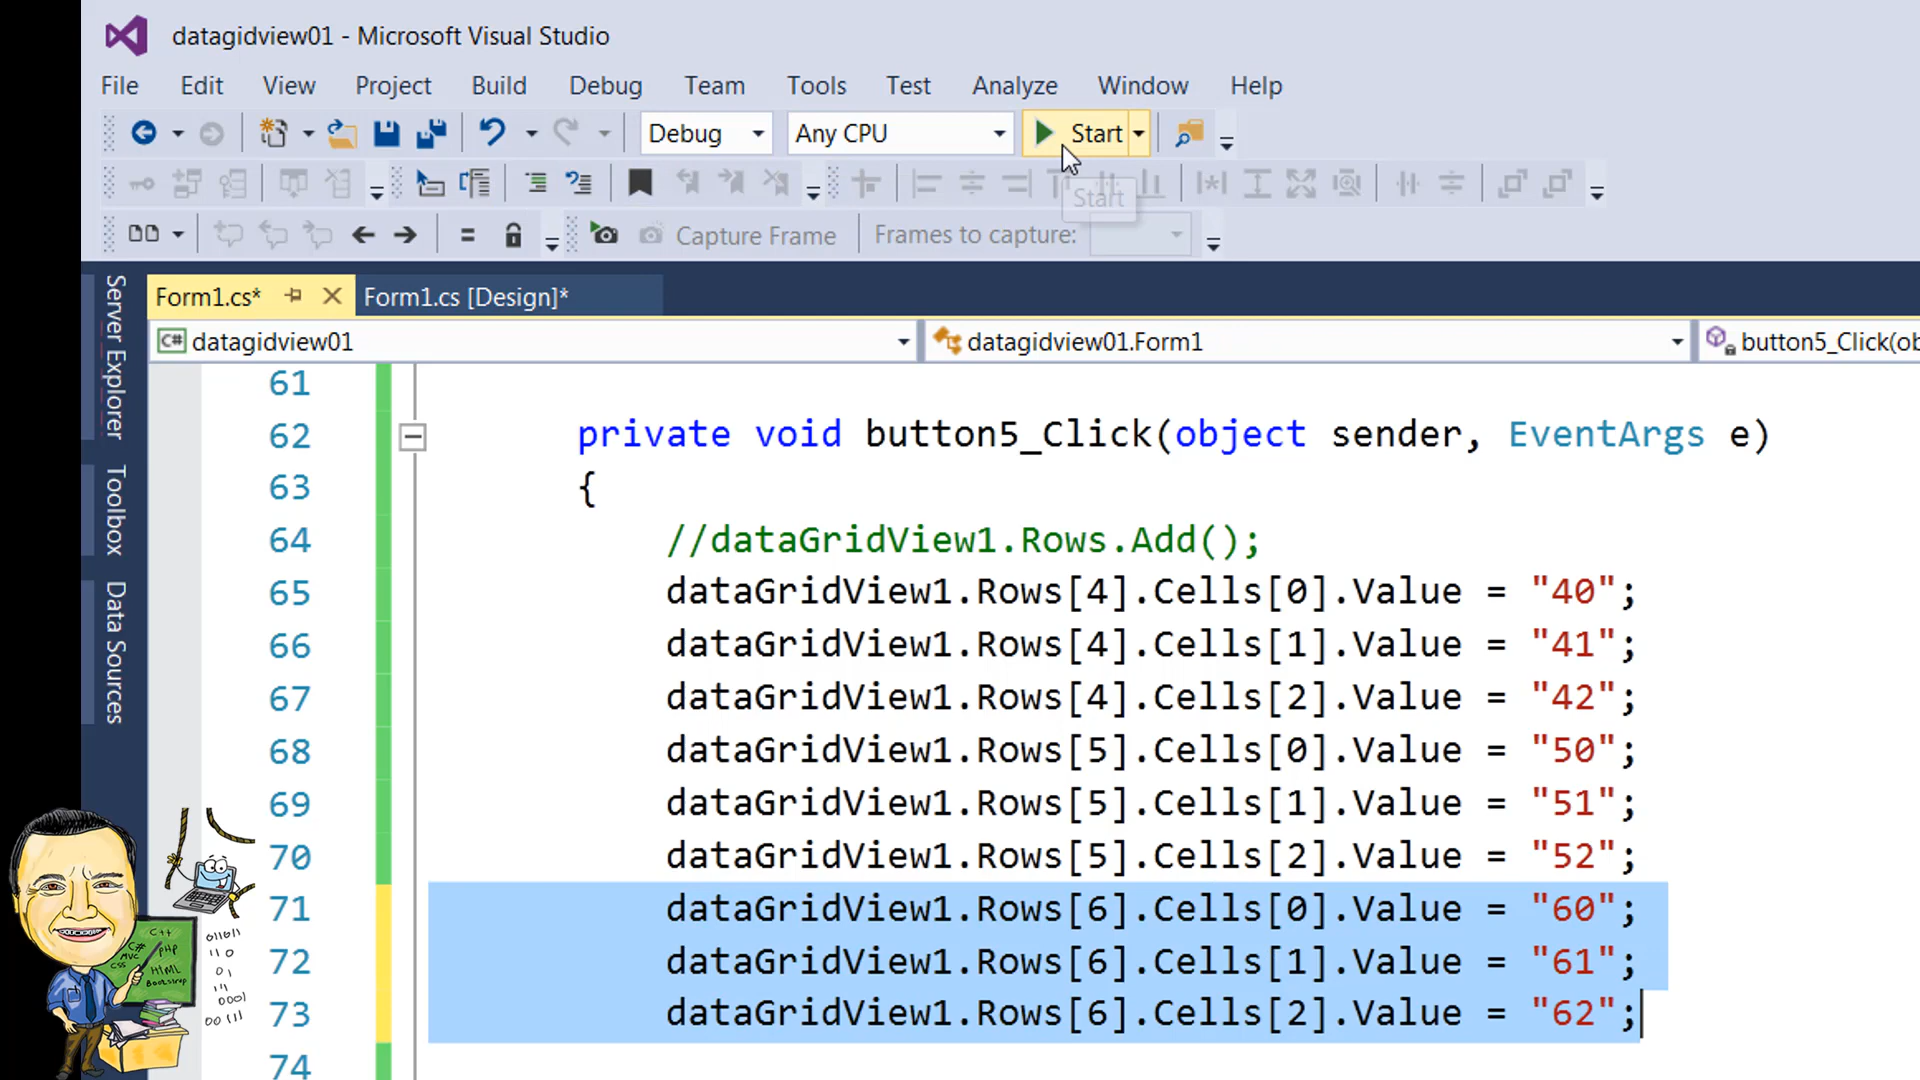 datagidview01 - Microsoft Visual Studio
File Edit View Project Build Debug Team Tools Test Analyze Window Help
Debug Any CPU Start
Start
Capture Frame Frames to capture:
Form1.cs* Form1.cs [Design]*
C# datagidview01 datagidview01.Form1 button5_Click(ob
Server Explorer
Toolbox
Data Sources
61
62 private void button5_Click(object sender, EventArgs e)
63 {
64 //dataGridView1.Rows.Add();
65 dataGridView1.Rows[4].Cells[0].Value = "40";
66 dataGridView1.Rows[4].Cells[1].Value = "41";
67 dataGridView1.Rows[4].Cells[2].Value = "42";
68 dataGridView1.Rows[5].Cells[0].Value = "50";
69 dataGridView1.Rows[5].Cells[1].Value = "51";
70 dataGridView1.Rows[5].Cells[2].Value = "52";
71 dataGridView1.Rows[6].Cells[0].Value = "60";
72 dataGridView1.Rows[6].Cells[1].Value = "61";
73 dataGridView1.Rows[6].Cells[2].Value = "62";
74
C++
C# PHP
MVC
CSS HTML
Bootstrap